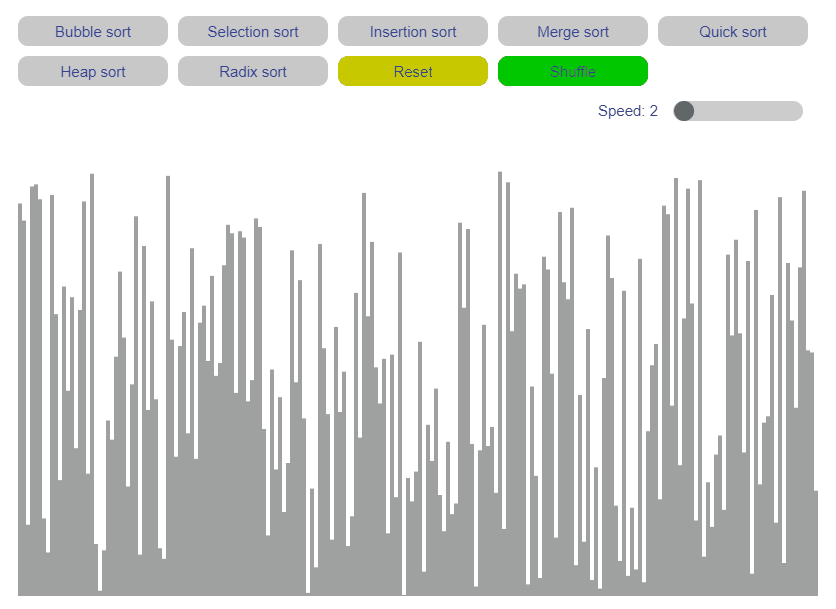 Bubble sort Selection sort Insertion sort Merge sort Quick sort
Heap sort Radix sort Reset Shuffle
Speed: 2